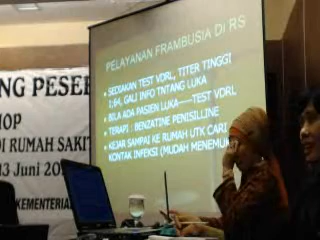 PELAYANAN FRAMBUSIA DI RS
SEDIAKAN TEST VDRL, TITER TINGGI
1:64, GALI INFO TNTANG LUKA
BILA ADA PASIEN LUKA----TEST VDRL
TERAPI : BENZATINE PENISILLINE
KEJAR SAMPAI KE RUMAH UTK CARI
KONTAK INFEKSI (MUDAH MENEMU
NG PESE
HOP
DI RUMAH SAKIT
13 Juni 20
KEMENTERIA